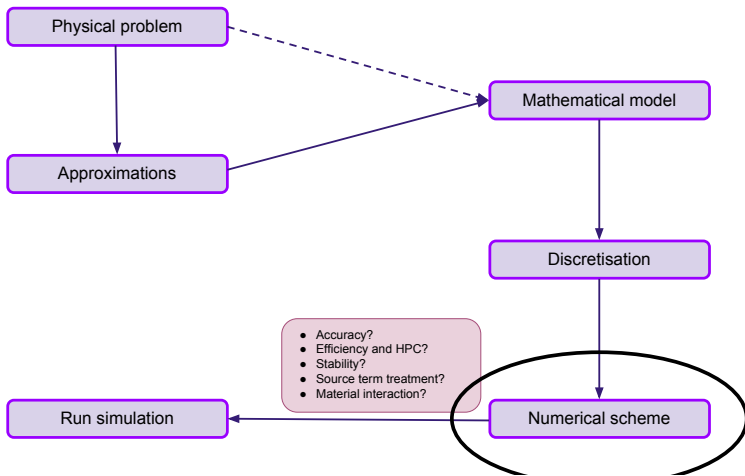 Physical problem
Mathematical model
Approximations
Discretisation
● Accuracy?
● Efficiency and HPC?
● Stability?
● Source term treatment?
● Material interaction?
Run simulation
Numerical scheme